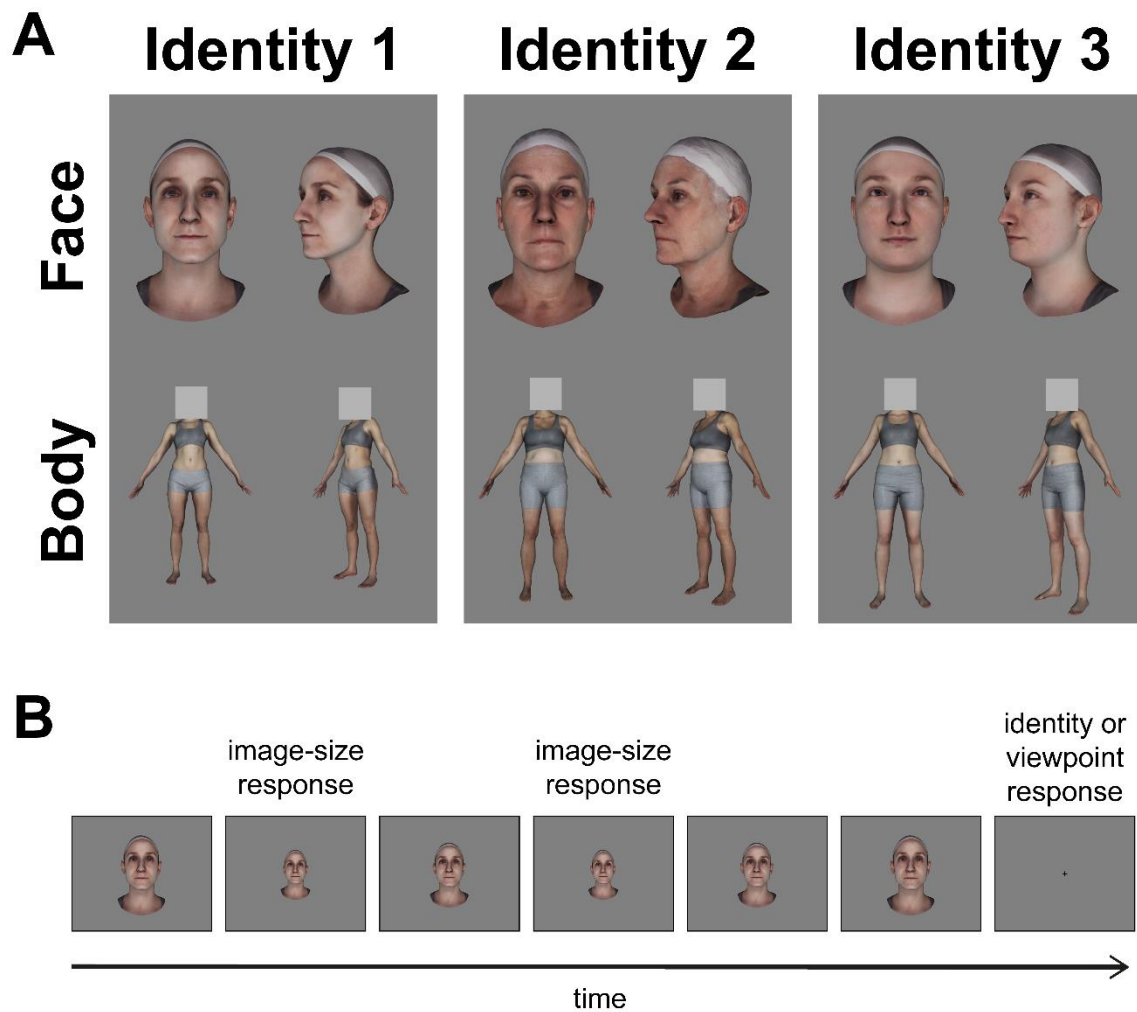 A
Identity 1
Identity 2
Identity 3
Face
Body
B
image-size
response
image-size
response
identity or
viewpoint
response
time